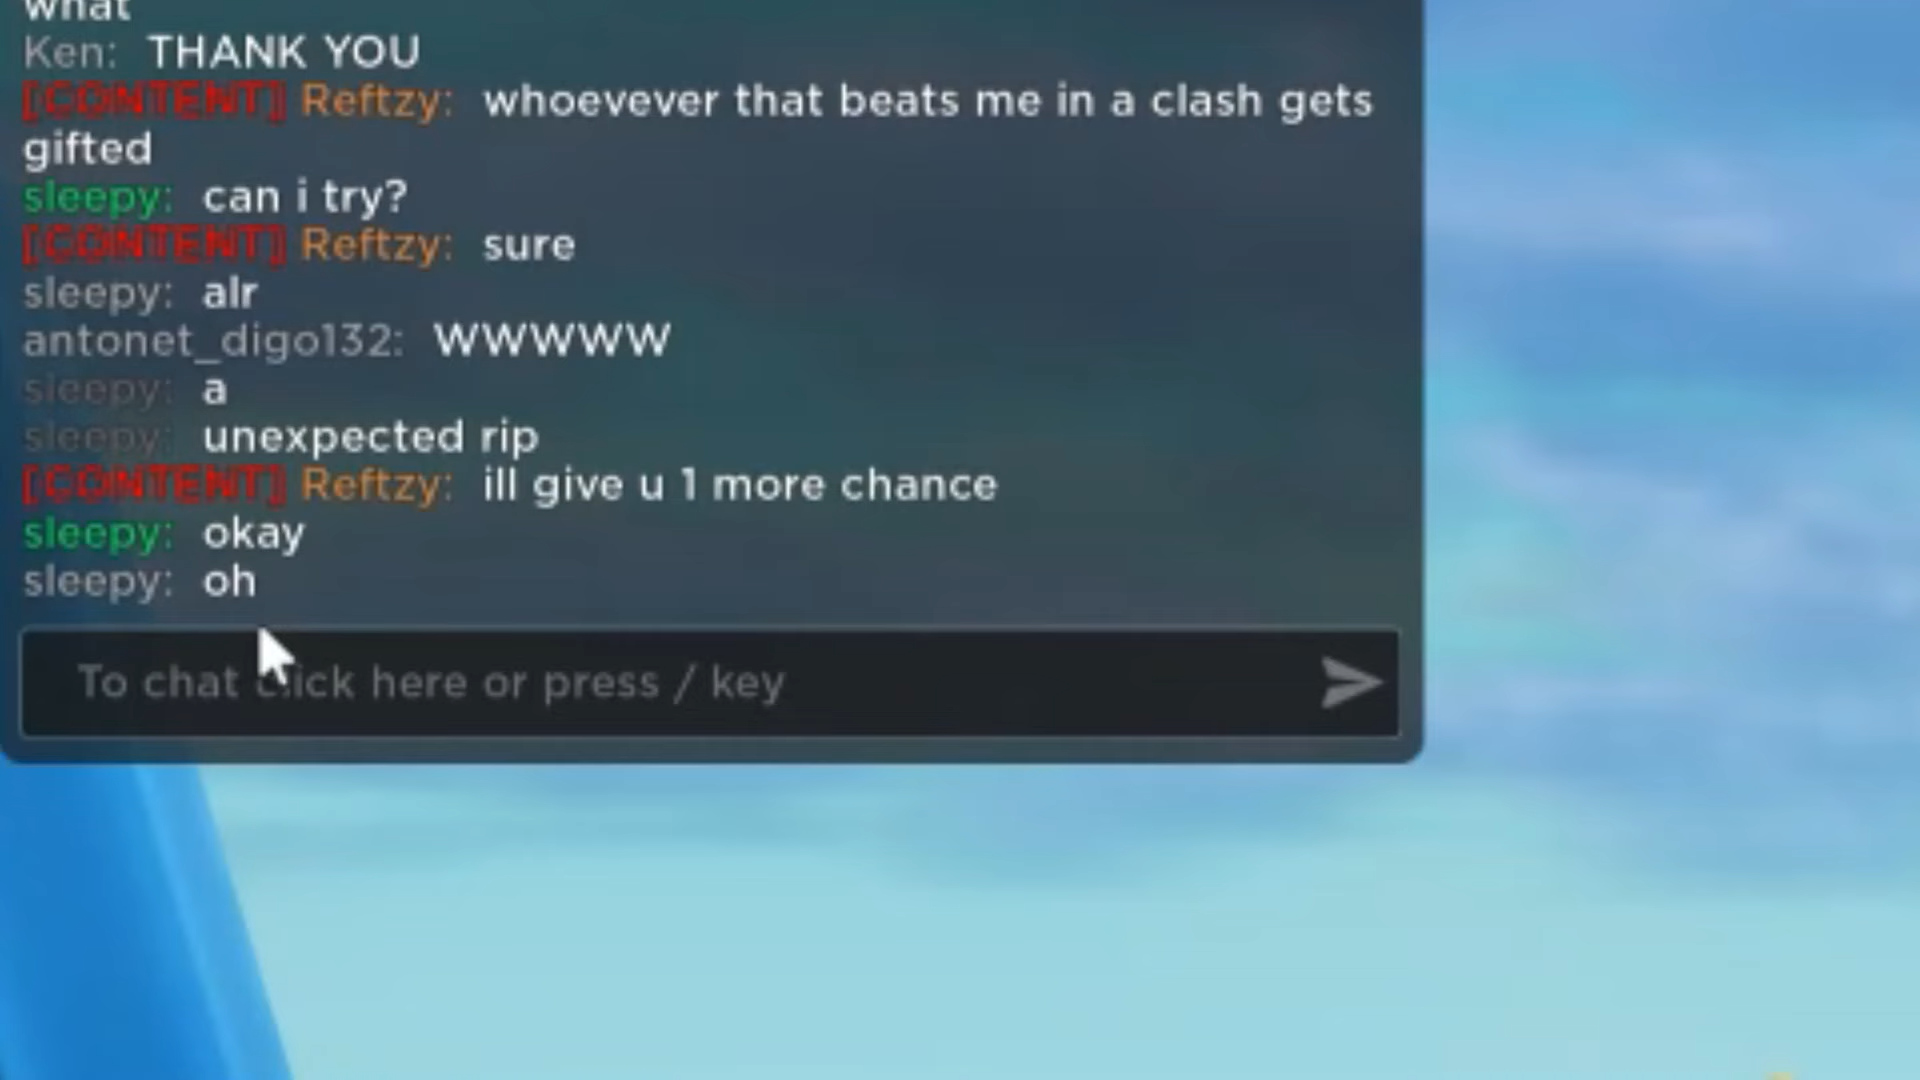 what
Ken: THANK YOU
[CONTENT] Reftzy: whoevever that beats me in a clash gets
gifted
sleepy: can i try?
[CONTENT] Reftzy: sure
sleepy: alr
antonet_digo132: WWWWW
sleepy: a
sleepy: unexpected rip
[CONTENT] Reftzy: ill give u 1 more chance
sleepy: okay
sleepy: oh
To chat click here or press / key